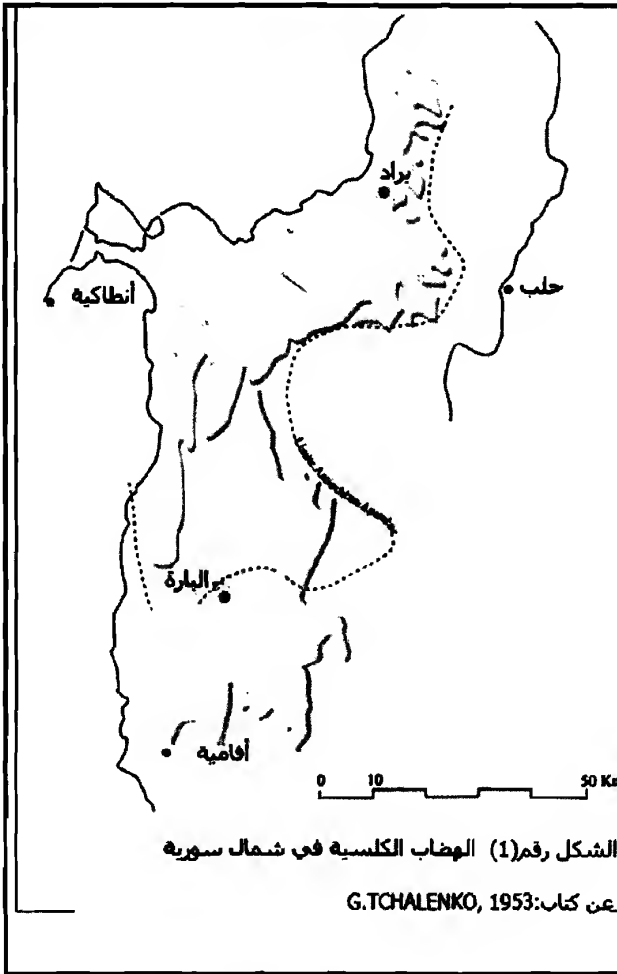 براد
حلب
أنطاكية
البارة
أفامية
0 10 50 Km
الشكل رقم(1) الهضاب الكلسية في شمال سورية
عن كتاب:G.TCHALENKO, 1953